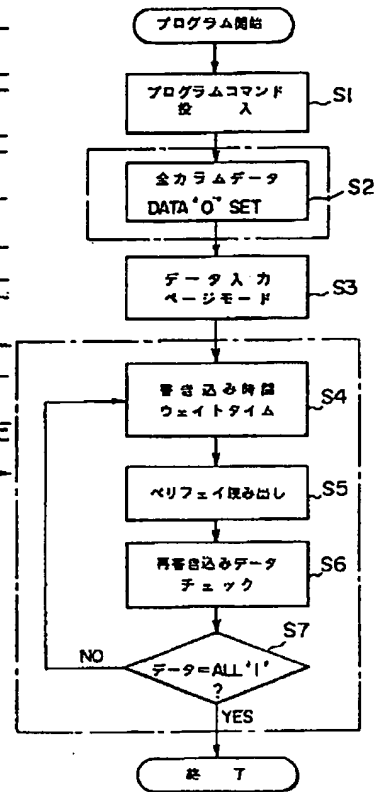 プログラム開始
プログラムコマンド
投 入
S1
全カラムデータ
DATA "0" SET
S2
データ入力
ページモード
S3
書き込み時間
ウェイトタイム
S4
ベリファイ読み出し
S5
再書き込みデータ
チェック
S6
S7
データ=ALL "1"
?
NO
YES
終 了